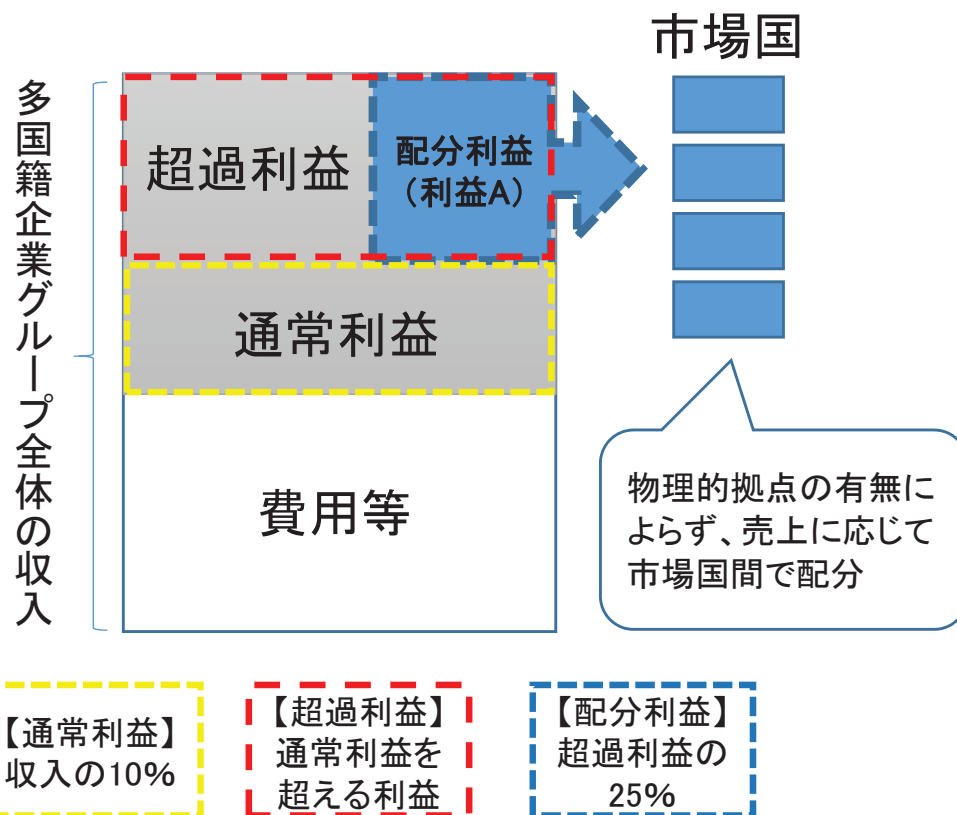 市場国
多国籍企業グループ全体の収入
超過利益
配分利益
(利益A)
通常利益
費用等
物理的拠点の有無に
よらず、売上に応じて
市場国間で配分
【通常利益】
収入の10%
【超過利益】
通常利益を
超える利益
【配分利益】
超過利益の
25%